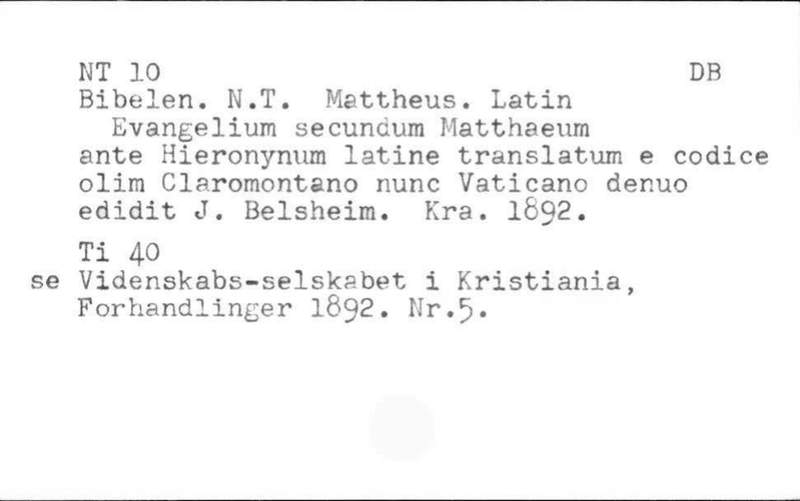 NT 10 DB
Bibelen. N.T. Mattheus. Latin
Evangelium secundum Matthaeum
ante Hieronynum latine translatum e codice
olim Claromontano nunc Vaticano denuo
edidit J. Belsheim. Kra. 1892.
Ti 40
se Videnskabs-selskabet i Kristiania,
Forhandlinger 1892. Nr.5.